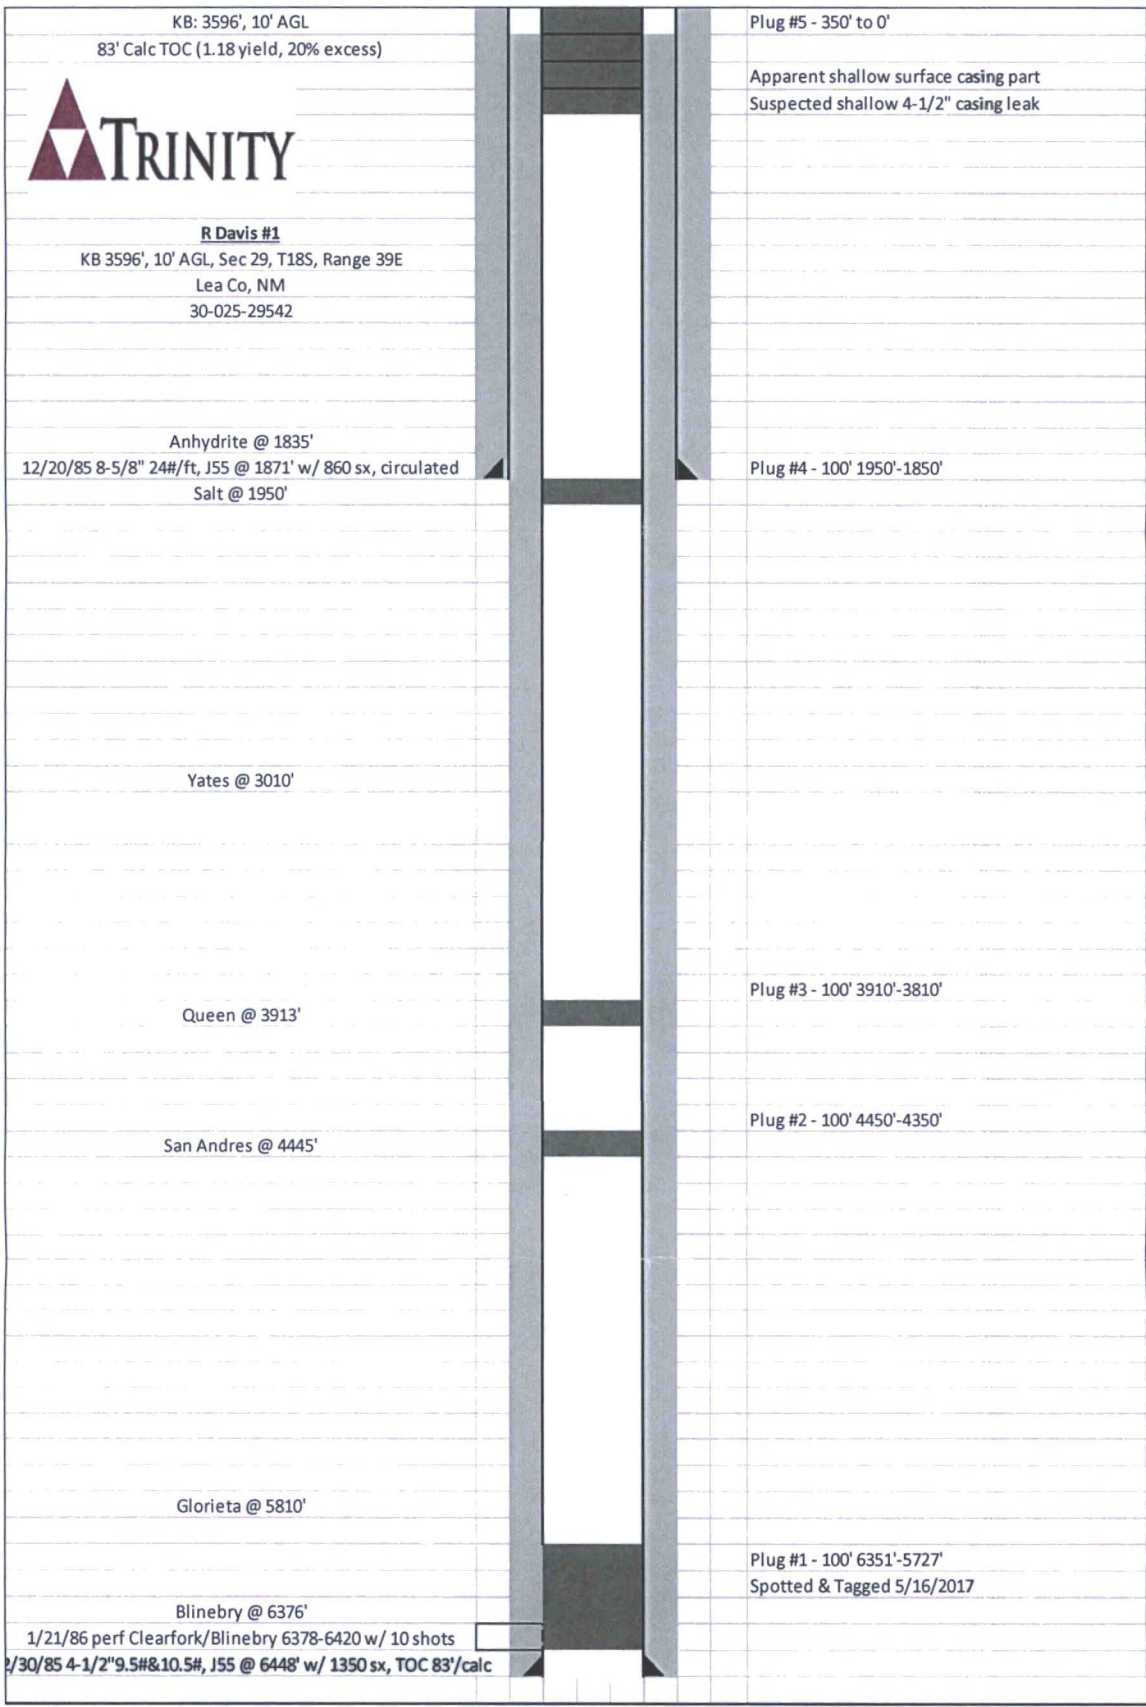 KB: 3596', 10' AGL
83' Calc TOC (1.18 yield, 20% excess)
TRINITY
R Davis #1
KB 3596', 10' AGL, Sec 29, T18S, Range 39E
Lea Co, NM
30-025-29542
Anhydrite @ 1835'
12/20/85 8-5/8" 24#/ft, J55 @ 1871' w/ 860 sx, circulated
Salt @ 1950'
Yates @ 3010'
Queen @ 3913'
San Andres @ 4445'
Glorieta @ 5810'
Blinebry @ 6376'
1/21/86 perf Clearfork/Blinebry 6378-6420 w/ 10 shots
2/30/85 4-1/2"9.5#&10.5#, J55 @ 6448' w/ 1350 sx, TOC 83'/calc
Plug #5 - 350' to 0'
Apparent shallow surface casing part
Suspected shallow 4-1/2" casing leak
Plug #4 - 100' 1950'-1850'
Plug #3 - 100' 3910'-3810'
Plug #2 - 100' 4450'-4350'
Plug #1 - 100' 6351'-5727'
Spotted & Tagged 5/16/2017